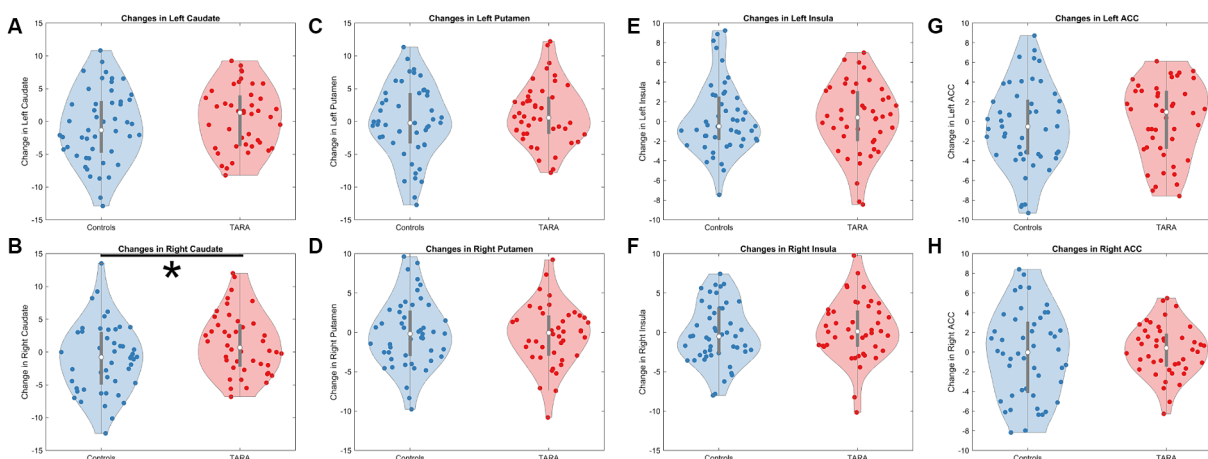 A
Changes in Left Caudate
Change in Left Caudate
15
10
5
0
-5
-10
-15
Controls
TARA
C
Changes in Left Putamen
Change in Left Putamen
15
10
5
0
-5
-10
-15
Controls
TARA
E
Changes in Left Insula
Change in Left Insula
10
8
6
4
2
0
-2
-4
-6
-8
-10
Controls
TARA
G
Changes in Left ACC
Change in Left ACC
10
8
6
4
2
0
-2
-4
-6
-8
-10
Controls
TARA
B
Changes in Right Caudate
Change in Right Caudate
*
15
10
5
0
-5
-10
-15
Controls
TARA
D
Changes in Right Putamen
Change in Right Putamen
10
5
0
-5
-10
-15
Controls
TARA
F
Changes in Right Insula
Change in Right Insula
10
5
0
-5
-10
-15
Controls
TARA
H
Changes in Right ACC
Change in Right ACC
10
8
6
4
2
0
-2
-4
-6
-8
-10
Controls
TARA